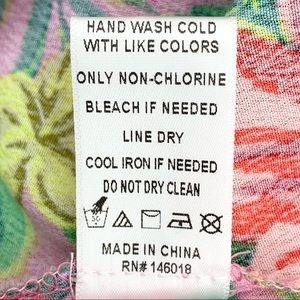 HAND WASH COLD
WITH LIKE COLORS
ONLY NON-CHLORINE
BLEACH IF NEEDED
LINE DRY
COOL IRON IF NEEDED
DO NOT DRY CLEAN
30
MADE IN CHINA
RN# 146018